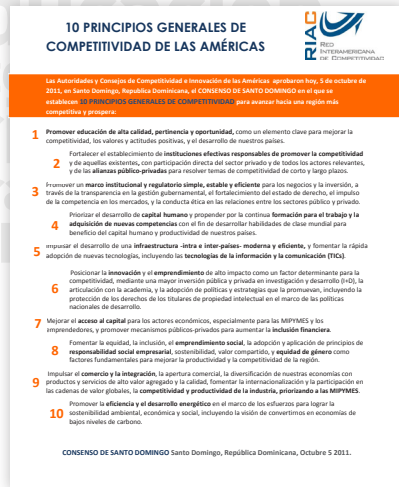 10 PRINCIPIOS GENERALES DE
COMPETITIVIDAD DE LAS AMÉRICAS
RIAC
RED
INTERAMERICANA
DE COMPETITIVIDAD
Las Autoridades y Consejos de Competitividad e Innovación de las Américas aprobaron hoy, 5 de octubre de
2011, en Santo Domingo, Republica Dominicana, el CONSENSO DE SANTO DOMINGO en el que se
establecen 10 PRINCIPIOS GENERALES DE COMPETITIVIDAD para avanzar hacia una región más
competitiva y prospera:
1 Promover educación de alta calidad, pertinencia y oportunidad, como un elemento clave para mejorar la
competitividad, los valores y actitudes positivas, y el desarrollo de nuestros países.
2 Fortalecer el establecimiento de instituciones efectivas responsables de promover la competitividad
y de aquellas existentes, con participación directa del sector privado y de todos los actores relevantes,
y de las alianzas público-privadas para resolver temas de competitividad de corto y largo plazos.
3 Promover un marco institucional y regulatorio simple, estable y eficiente para los negocios y la inversión, a
través de la transparencia en la gestión gubernamental, el fortalecimiento del estado de derecho, el impulso
de la competencia en los mercados, y la conducta ética en las relaciones entre los sectores público y privado.
4 Priorizar el desarrollo de capital humano y propender por la continua formación para el trabajo y la
adquisición de nuevas competencias con el fin de desarrollar habilidades de clase mundial para
beneficio del capital humano y productividad de nuestros países.
5 Impulsar el desarrollo de una infraestructura -intra e inter-países- moderna y eficiente, y fomentar la rápida
adopción de nuevas tecnologías, incluyendo las tecnologías de la información y la comunicación (TICs).
6 Posicionar la innovación y el emprendimiento de alto impacto como un factor determinante para la
competitividad, mediante una mayor inversión pública y privada en investigación y desarrollo (I+D), la
articulación con la academia, y la adopción de políticas y estrategias que la promuevan, incluyendo la
protección de los derechos de los titulares de propiedad intelectual en el marco de las políticas
nacionales de desarrollo.
7 Mejorar el acceso al capital para los actores económicos, especialmente para las MIPYMES y los
emprendedores, y promover mecanismos públicos-privados para aumentar la inclusión financiera.
8 Fomentar la equidad, la inclusión, el emprendimiento social, la adopción y aplicación de principios de
responsabilidad social empresarial, sostenibilidad, valor compartido, y equidad de género como
factores fundamentales para mejorar la productividad y la competitividad de la región.
9 Impulsar el comercio y la integración, la apertura comercial, la diversificación de nuestras economías con
productos y servicios de alto valor agregado y la calidad, fomentar la internacionalización y la participación en
las cadenas de valor globales, la competitividad y productividad de la industria, priorizando a las MIPYMES.
10 Promover la eficiencia y el desarrollo energético en el marco de los esfuerzos para lograr la
sostenibilidad ambiental, económica y social, incluyendo la visión de convertirnos en economías de
bajos niveles de carbono.
CONSENSO DE SANTO DOMINGO Santo Domingo, República Dominicana, Octubre 5 2011.